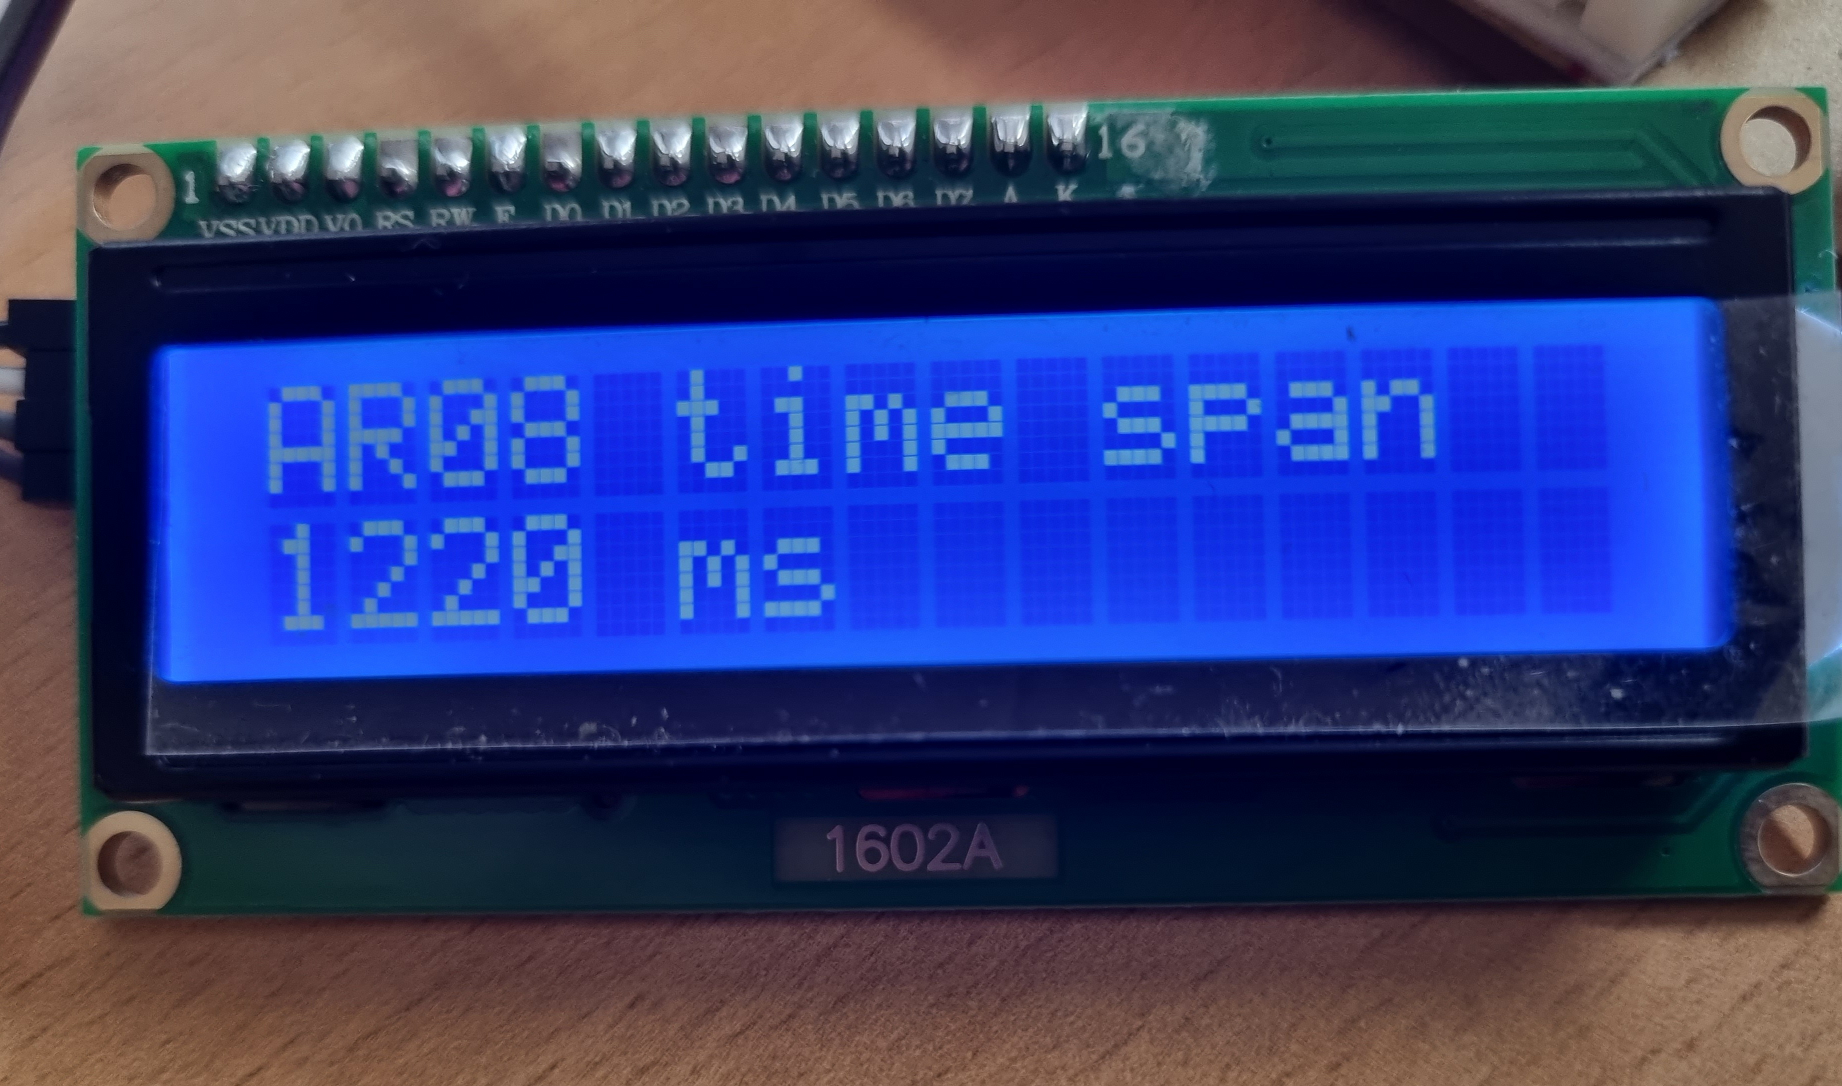 1 16
VSS VDD V0 RS RW E D0 D1 D2 D3 D4 D5 D6 D7 A K
AR08 time span
1220 ms
1602A